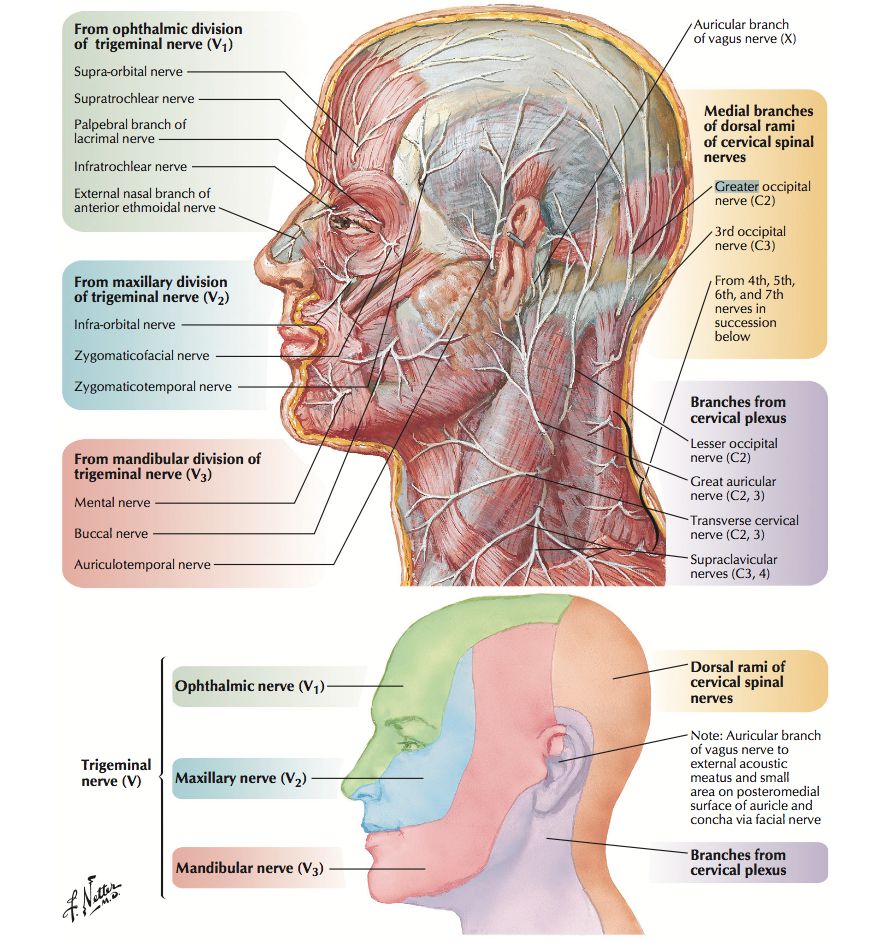 From ophthalmic division
of trigeminal nerve (V1)
Supra-orbital nerve
Supratrochlear nerve
Palpebral branch of
lacrimal nerve
Infratrochlear nerve
External nasal branch of
anterior ethmoidal nerve
From maxillary division
of trigeminal nerve (V2)
Infra-orbital nerve
Zygomaticofacial nerve
Zygomaticotemporal nerve
From mandibular division of
trigeminal nerve (V3)
Mental nerve
Buccal nerve
Auriculotemporal nerve
Auricular branch
of vagus nerve (X)
Medial branches
of dorsal rami
of cervical spinal
nerves
Greater occipital
nerve (C2)
3rd occipital
nerve (C3)
From 4th, 5th,
6th, and 7th
nerves in
succession
below
Branches from
cervical plexus
Lesser occipital
nerve (C2)
Great auricular
nerve (C2, 3)
Transverse cervical
nerve (C2, 3)
Supraclavicular
nerves (C3, 4)
Trigeminal
nerve (V)
Ophthalmic nerve (V1)
Maxillary nerve (V2)
Mandibular nerve (V3)
Dorsal rami of
cervical spinal
nerves
Note: Auricular branch
of vagus nerve to
external acoustic
meatus and small
area on posteromedial
surface of auricle and
concha via facial nerve
Branches from
cervical plexus
F. Netter
M.D.